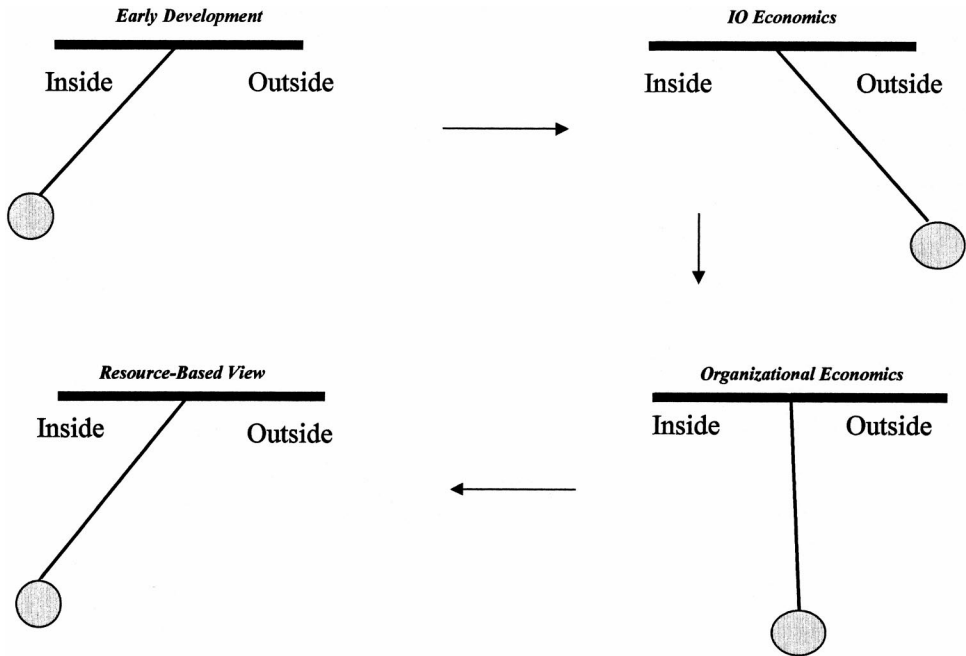 Early Development
Inside Outside
IO Economics
Inside Outside
Resource-Based View
Inside Outside
Organizational Economics
Inside Outside